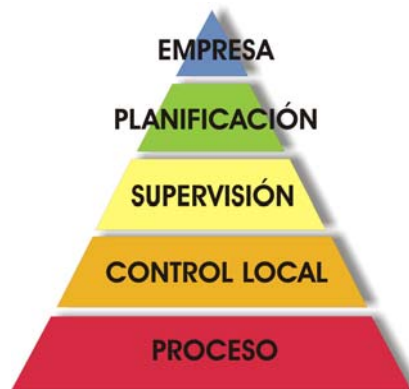 EMPRESA
PLANIFICACIÓN
SUPERVISIÓN
CONTROL LOCAL
PROCESO